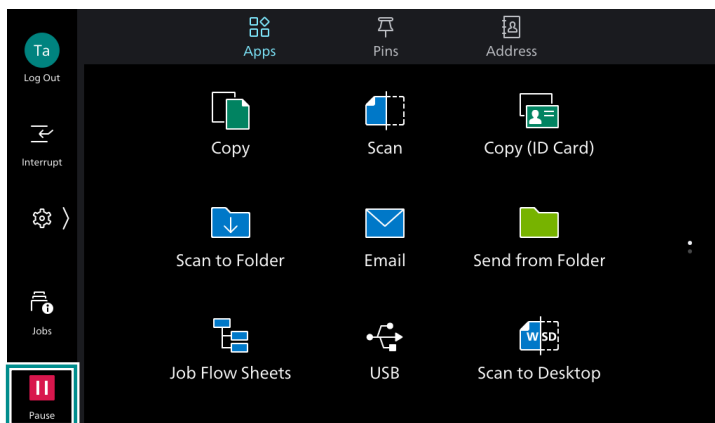 Ta
Log Out
Interrupt
Jobs
Pause
Apps
Pins
Address
Copy
Scan
Copy (ID Card)
Scan to Folder
Email
Send from Folder
Job Flow Sheets
USB
WSD
Scan to Desktop